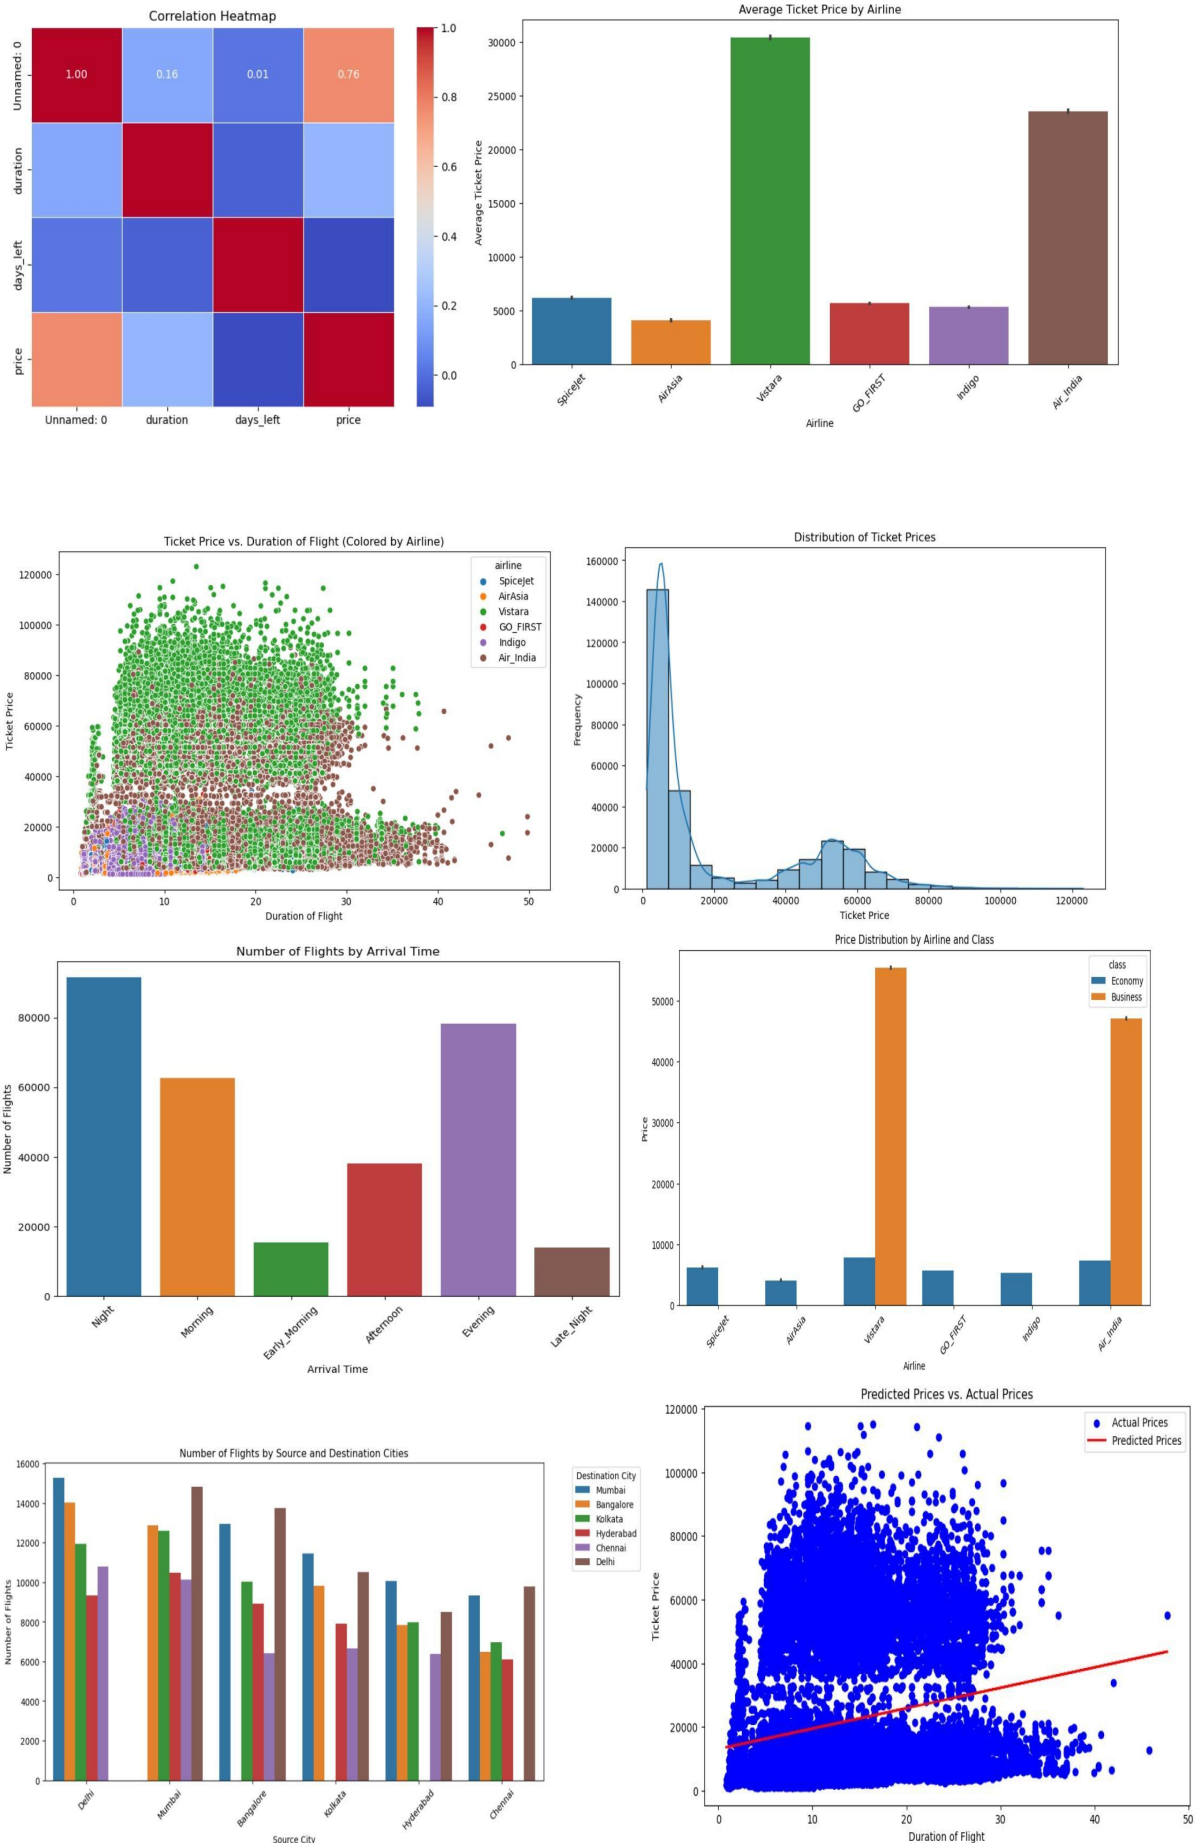 Correlation Heatmap
Unnamed: 0
duration
days_left
price
1.00
0.16
0.01
0.76
Unnamed: 0
duration
days_left
price
1.0
0.8
0.6
0.4
0.2
0.0
Average Ticket Price by Airline
Average Ticket Price
30000
25000
20000
15000
10000
5000
0
SpiceJet
AirAsia
Vistara
GO_FIRST
Indigo
Air_India
Airline
Ticket Price vs. Duration of Flight (Colored by Airline)
Ticket Price
120000
100000
80000
60000
40000
20000
0
0
10
20
30
40
50
Duration of Flight
airline
SpiceJet
AirAsia
Vistara
GO_FIRST
Indigo
Air_India
Distribution of Ticket Prices
Frequency
160000
140000
120000
100000
80000
60000
40000
20000
0
0
20000
40000
60000
80000
100000
120000
Ticket Price
Number of Flights by Arrival Time
Number of Flights
80000
60000
40000
20000
0
Night
Morning
Early_Morning
Afternoon
Evening
Late_Night
Arrival Time
Price Distribution by Airline and Class
Price
50000
40000
30000
20000
10000
0
class
Economy
Business
SpiceJet
AirAsia
Vistara
GO_FIRST
Indigo
Air_India
Airline
Number of Flights by Source and Destination Cities
Number of Flights
16000
14000
12000
10000
8000
6000
4000
2000
0
Delhi
Mumbai
Bangalore
Kolkata
Hyderabad
Chennai
Source City
Destination City
Mumbai
Bangalore
Kolkata
Hyderabad
Chennai
Delhi
Predicted Prices vs. Actual Prices
Ticket Price
120000
100000
80000
60000
40000
20000
0
Actual Prices
Predicted Prices
0
10
20
30
40
50
Duration of Flight